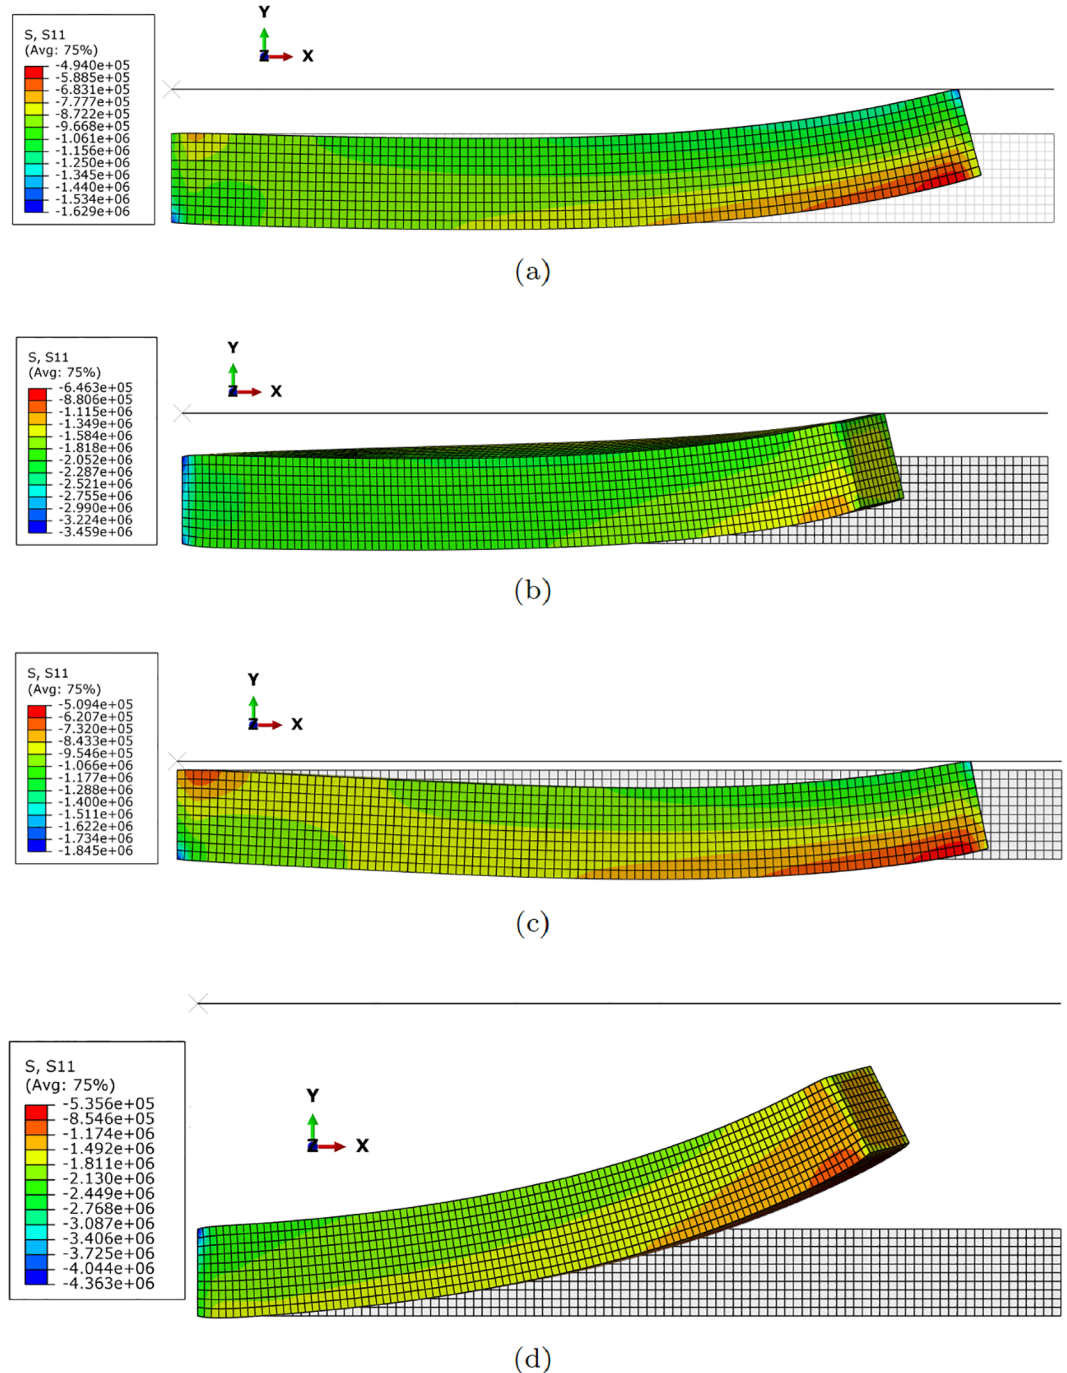 Y
X
Z
S, S11
(Avg: 75%)
-4.940e+05
-5.885e+05
-6.831e+05
-7.777e+05
-8.722e+05
-9.668e+05
-1.061e+06
-1.156e+06
-1.250e+06
-1.345e+06
-1.440e+06
-1.534e+06
-1.629e+06
(a)
Y
X
Z
S, S11
(Avg: 75%)
-6.463e+05
-8.806e+05
-1.115e+06
-1.349e+06
-1.584e+06
-1.818e+06
-2.052e+06
-2.287e+06
-2.521e+06
-2.755e+06
-2.990e+06
-3.224e+06
-3.459e+06
(b)
Y
X
Z
S, S11
(Avg: 75%)
-5.094e+05
-6.207e+05
-7.320e+05
-8.433e+05
-9.546e+05
-1.066e+06
-1.177e+06
-1.288e+06
-1.400e+06
-1.511e+06
-1.622e+06
-1.734e+06
-1.845e+06
(c)
Y
X
Z
S, S11
(Avg: 75%)
-5.356e+05
-8.546e+05
-1.174e+06
-1.492e+06
-1.811e+06
-2.130e+06
-2.449e+06
-2.768e+06
-3.087e+06
-3.406e+06
-3.725e+06
-4.044e+06
-4.363e+06
(d)